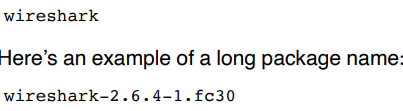 wireshark
Here’s an example of a long package name:
wireshark-2.6.4-1.fc30